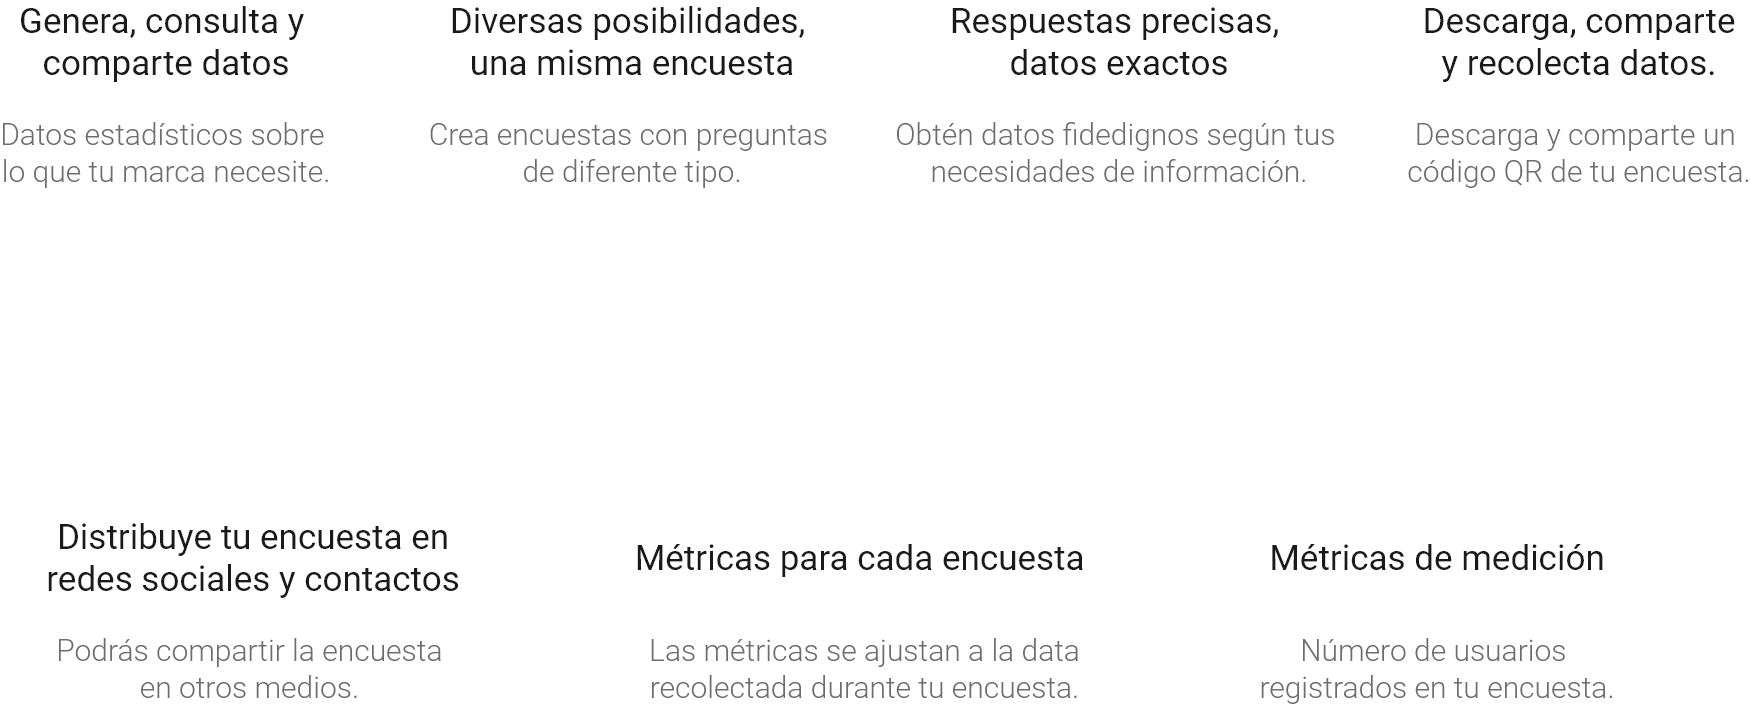 Genera, consulta y
comparte datos
Datos estadísticos sobre
lo que tu marca necesite.
Diversas posibilidades,
una misma encuesta
Crea encuestas con preguntas
de diferente tipo.
Respuestas precisas,
datos exactos
Obtén datos fidedignos según tus
necesidades de información.
Descarga, comparte
y recolecta datos.
Descarga y comparte un
código QR de tu encuesta.
Distribuye tu encuesta en
redes sociales y contactos
Podrás compartir la encuesta
en otros medios.
Métricas para cada encuesta
Las métricas se ajustan a la data
recolectada durante tu encuesta.
Métricas de medición
Número de usuarios
registrados en tu encuesta.